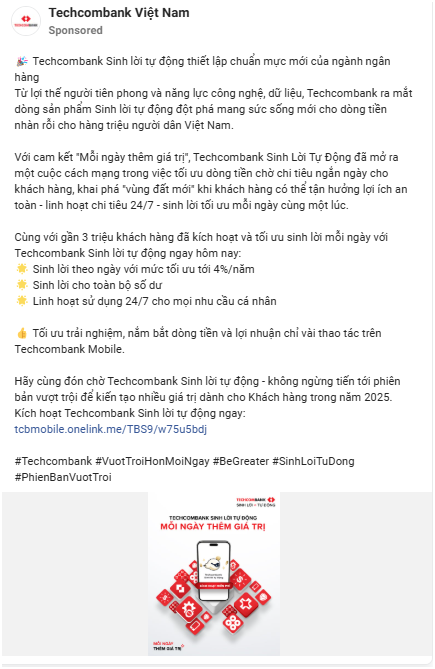 Techcombank Việt Nam
Sponsored
🎉 Techcombank Sinh lời tự động thiết lập chuẩn mực mới của ngành ngân
hàng
Từ lợi thế người tiên phong và năng lực công nghệ, dữ liệu, Techcombank ra mắt
dòng sản phẩm Sinh lời tự động đột phá mang sức sống mới cho dòng tiền
nhàn rỗi cho hàng triệu người dân Việt Nam.
Với cam kết "Mỗi ngày thêm giá trị", Techcombank Sinh Lời Tự Động đã mở ra
một cuộc cách mạng trong việc tối ưu dòng tiền chờ chi tiêu ngắn ngày cho
khách hàng, khai phá "vùng đất mới" khi khách hàng có thể tận hưởng lợi ích an
toàn - linh hoạt chi tiêu 24/7 - sinh lời tối ưu mỗi ngày cùng một lúc.
Cùng với gần 3 triệu khách hàng đã kích hoạt và tối ưu sinh lời mỗi ngày với
Techcombank Sinh lời tự động ngay hôm nay:
🌟 Sinh lời theo ngày với mức tối ưu tới 4%/năm
🌟 Sinh lời cho toàn bộ số dư
🌟 Linh hoạt sử dụng 24/7 cho mọi nhu cầu cá nhân
👍 Tối ưu trải nghiệm, nắm bắt dòng tiền và lợi nhuận chỉ vài thao tác trên
Techcombank Mobile.
Hãy cùng đón chờ Techcombank Sinh lời tự động - không ngừng tiến tới phiên
bản vượt trội để kiến tạo nhiều giá trị dành cho Khách hàng trong năm 2025.
Kích hoạt Techcombank Sinh lời tự động ngay:
tcbmobile.onelink.me/TBS9/w75u5bdj
#Techcombank #VuotTroiHonMoiNgay #BeGreater #SinhLoiTuDong
#PhienBanVuotTroi
TECHCOMBANK
SINH LỜI TỰ ĐỘNG
TECHCOMBANK SINH LỜI TỰ ĐỘNG
MỖI NGÀY THÊM GIÁ TRỊ
MỖI NGÀY
THÊM GIÁ TRỊ